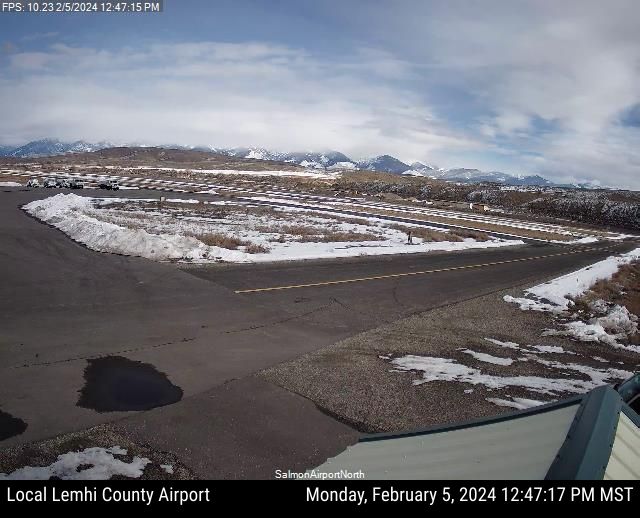 FPS: 10.23 2/5/2024 12:47:15 PM
SalmonAirportNorth
Local Lemhi County Airport Monday, February 5, 2024 12:47:17 PM MST